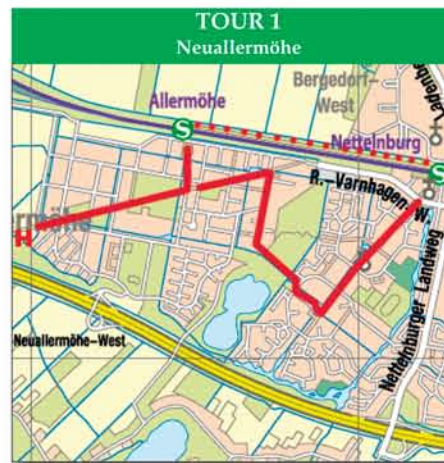 TOUR 1
Neuallermöhe
Bergedorf-
West
Allermöhe
S
Nettelnburg
S
R.-Varnhagen-W.
H
Neuallermöhe-West
Nettelnburger Landweg